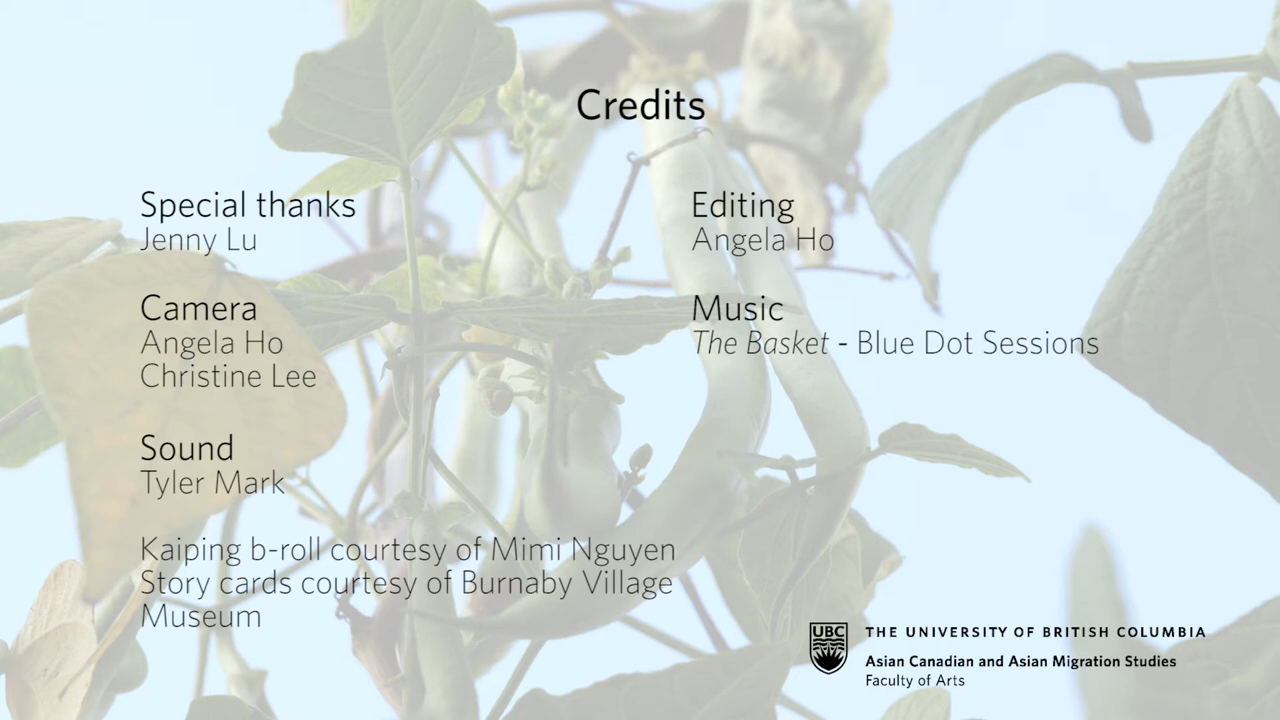 Credits
Special thanks
Jenny Lu
Camera
Angela Ho
Christine Lee
Sound
Tyler Mark
Kaiping b-roll courtesy of Mimi Nguyen
Story cards courtesy of Burnaby Village
Museum
Editing
Angela Ho
Music
The Basket - Blue Dot Sessions
UBC
THE UNIVERSITY OF BRITISH COLUMBIA
Asian Canadian and Asian Migration Studies
Faculty of Arts